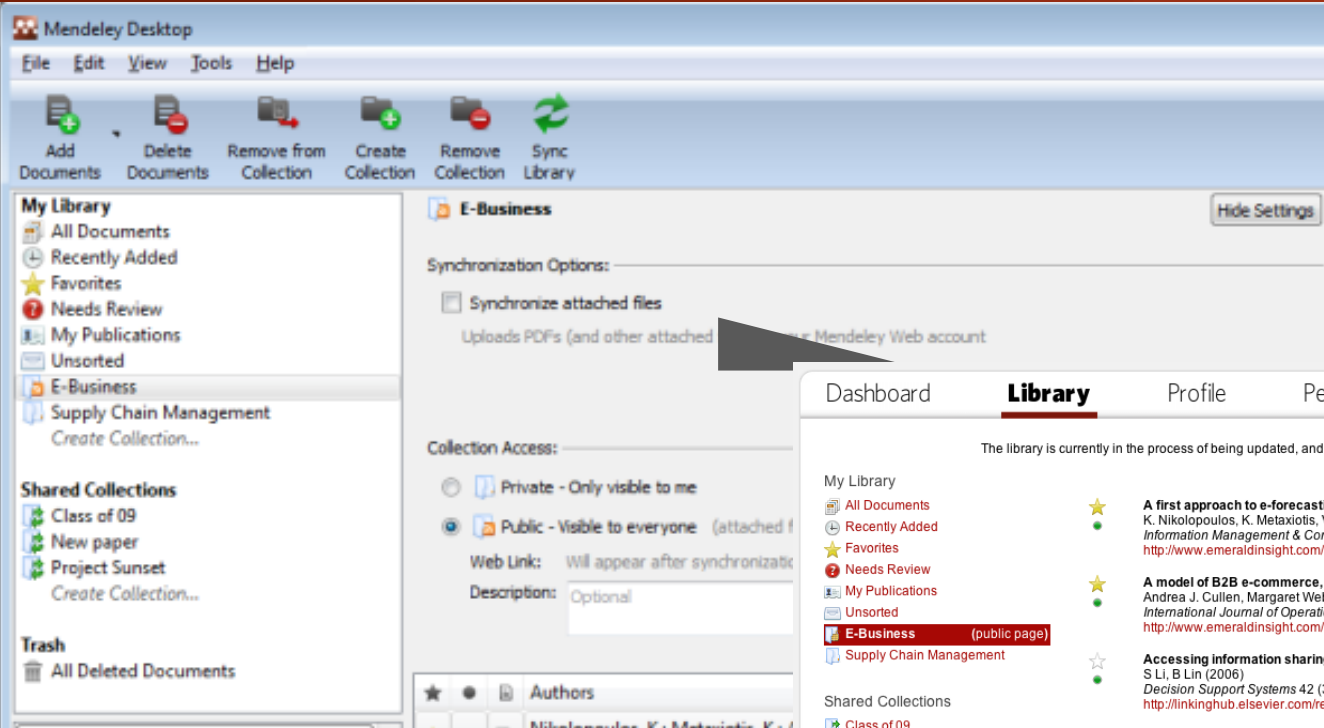 Mendeley Desktop
File Edit View Tools Help
Add Documents
Delete Documents
Remove from Collection
Create Collection
Remove Collection
Sync Library
My Library
All Documents
Recently Added
Favorites
Needs Review
My Publications
Unsorted
E-Business
Supply Chain Management
Create Collection...
Shared Collections
Class of 09
New paper
Project Sunset
Create Collection...
Trash
All Deleted Documents
E-Business
Hide Settings
Synchronization Options:
Synchronize attached files
Uploads PDFs (and other attached
Mendeley Web account
Collection Access:
Private - Only visible to me
Public - Visible to everyone (attached
Web Link: Will appear after
Description: Optional
Authors
Dashboard Library Profile
The library is currently in the process of being updated, and
My Library
All Documents
Recently Added
Favorites
Needs Review
My Publications
Unsorted
E-Business (public page)
Supply Chain Management
Shared Collections
Class of 09
A first approach to
K. Nikolopoulos, K. Metaxiotis,
Information Management &
http://www.emeraldinsight.com/
A model of B2B e-commerce,
Andrea J. Cullen, Margaret
International Journal of
http://www.emeraldinsight.com/
Accessing information
S Li, B Lin (2006)
Decision Support Systems 42
http://linkinghub.elsevier.com/